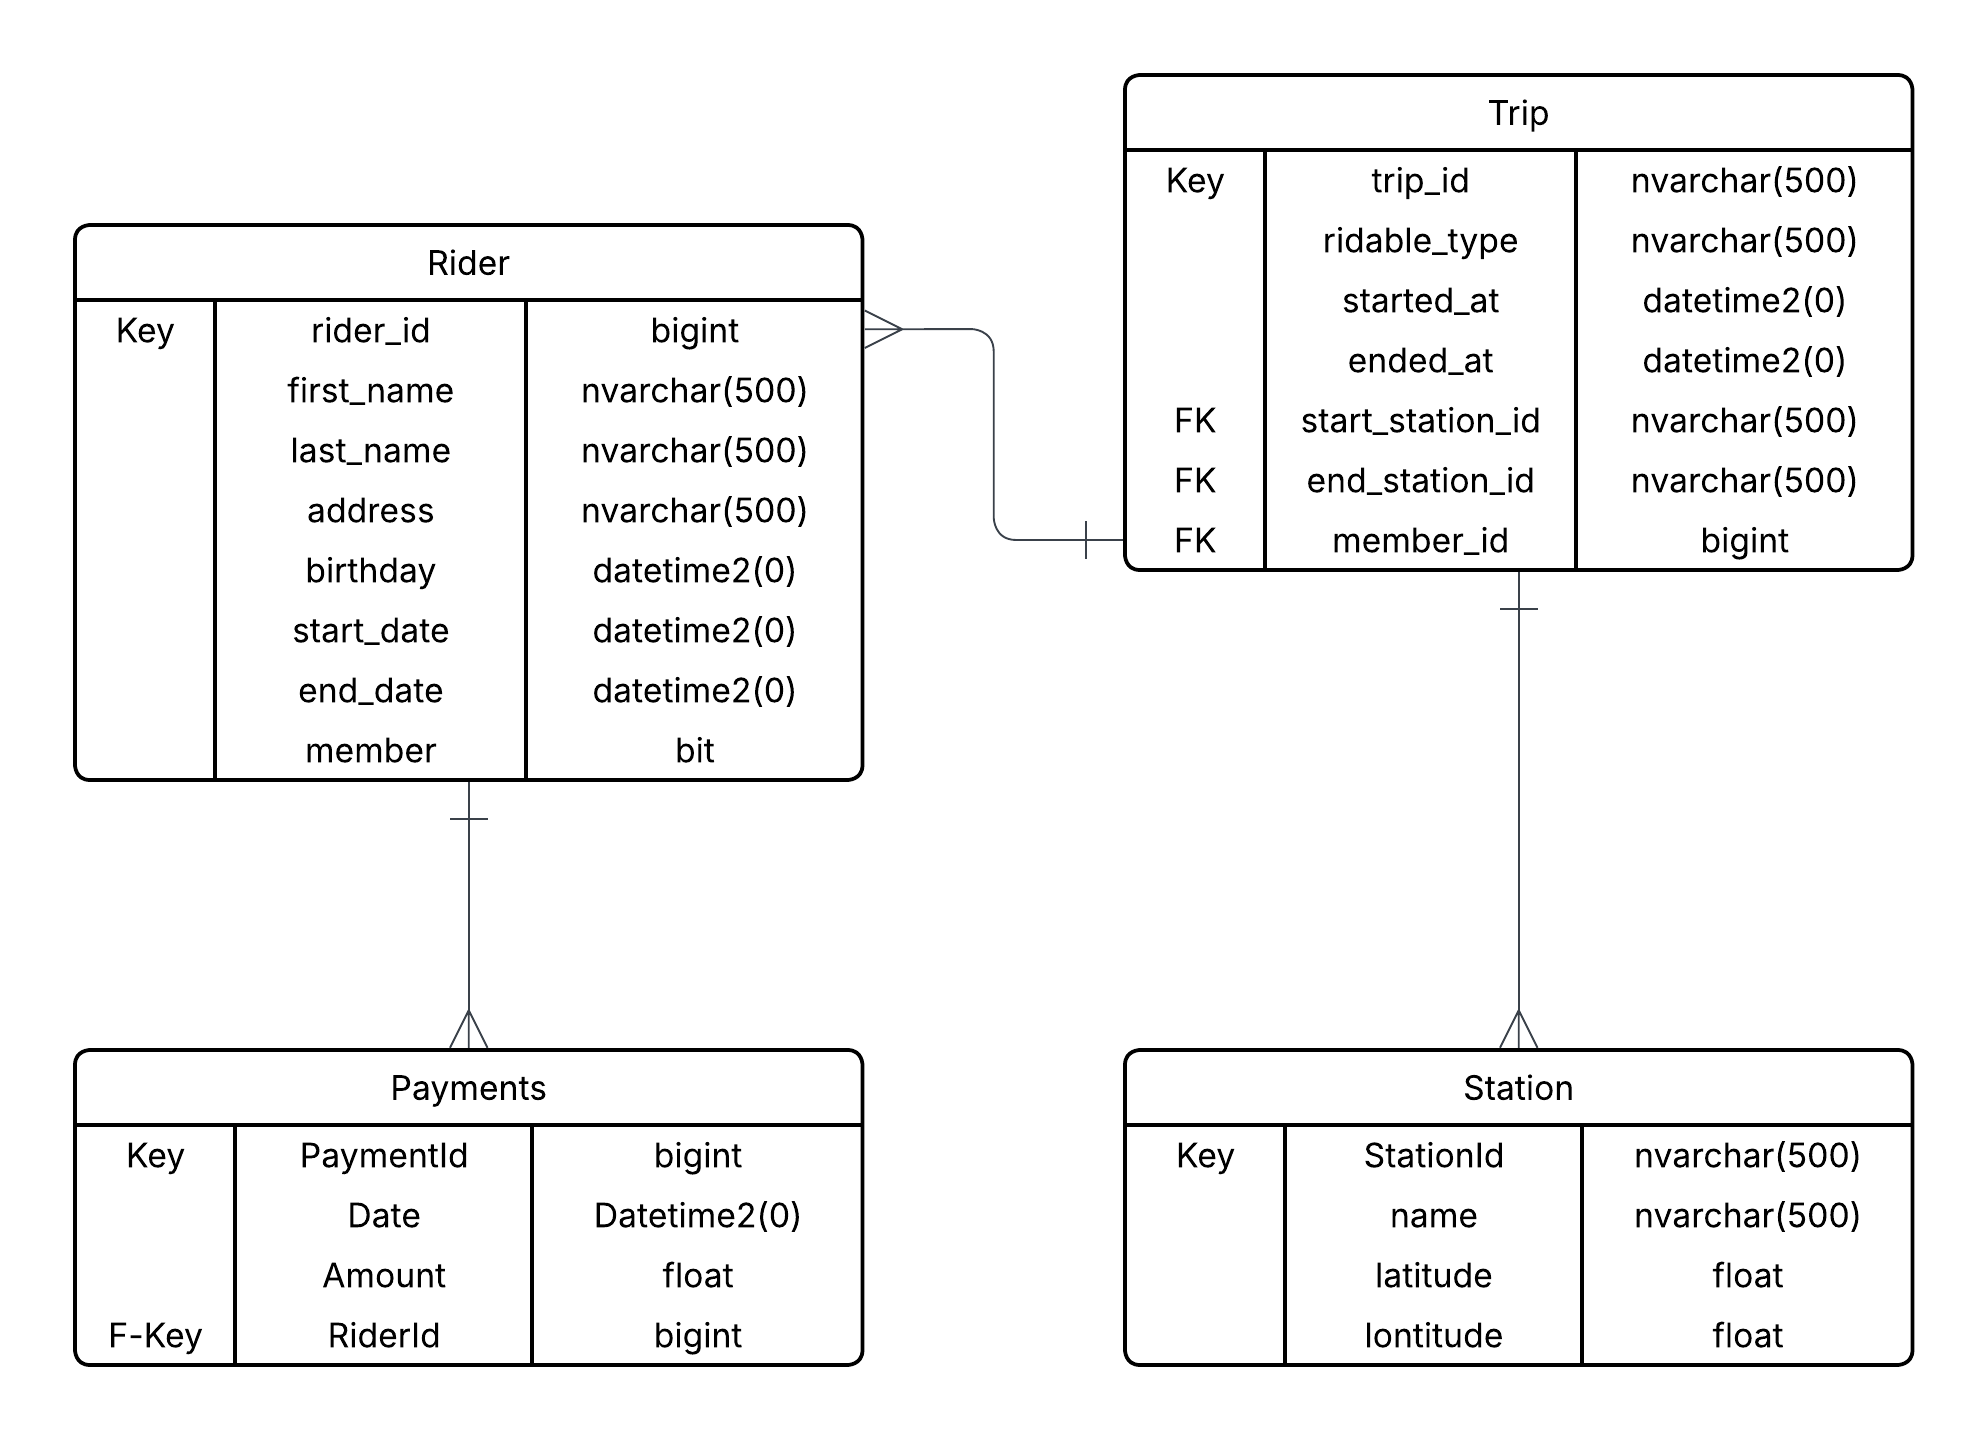 Trip
Key trip_id nvarchar(500)
ridable_type nvarchar(500)
started_at datetime2(0)
ended_at datetime2(0)
FK start_station_id nvarchar(500)
FK end_station_id nvarchar(500)
FK member_id bigint
Rider
Key rider_id bigint
first_name nvarchar(500)
last_name nvarchar(500)
address nvarchar(500)
birthday datetime2(0)
start_date datetime2(0)
end_date datetime2(0)
member bit
Payments
Key PaymentId bigint
Date Datetime2(0)
Amount float
F-Key RiderId bigint
Station
Key StationId nvarchar(500)
name nvarchar(500)
latitude float
lontitude float